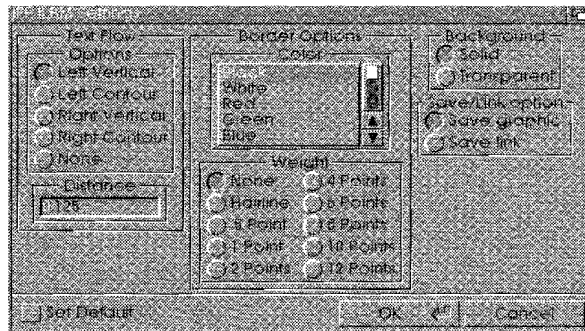 Text Flow
Options
Left Vertical
Left Contour
Right Vertical
Right Contour
None
Distance
.125
Border Options
Color
Black
White
Red
Green
Blue
Weight
None
Hairline
.5 Point
1 Point
2 Points
4 Points
6 Points
8 Points
10 Points
12 Points
Background
Solid
Transparent
Save/Link option
Save graphic
Save link
Set Default
OK
Cancel